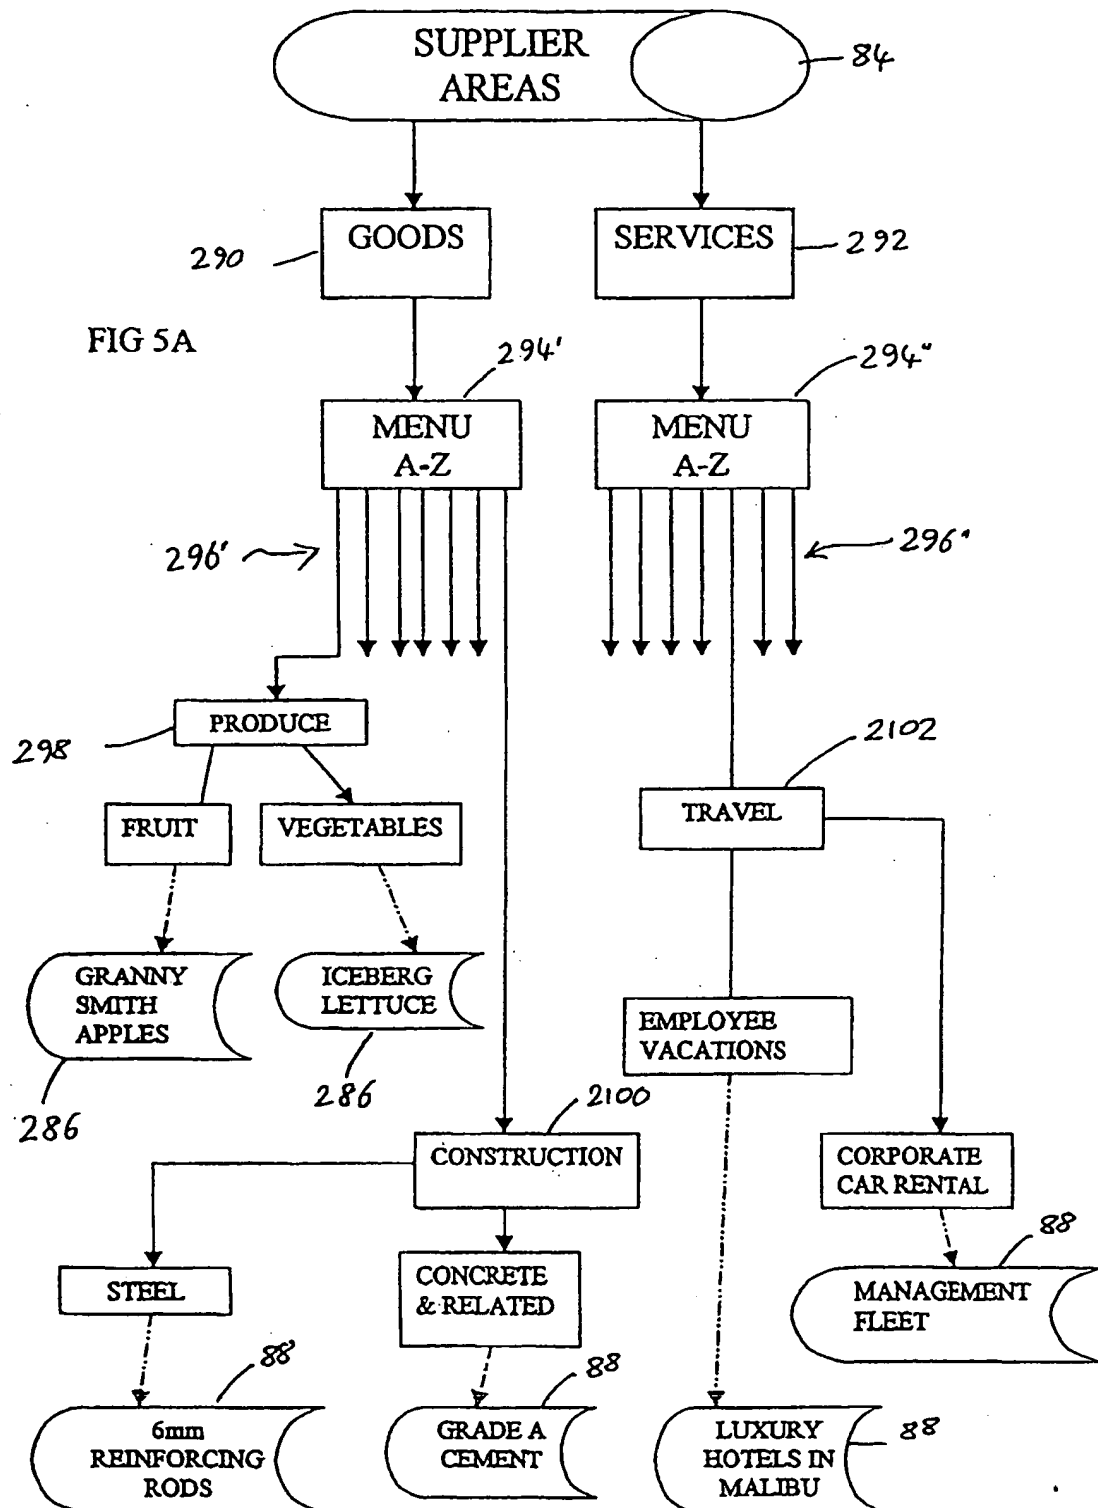 SUPPLIER
AREAS
84
GOODS
SERVICES
290
292
FIG 5A
294'
294"
MENU
A-Z
MENU
A-Z
296'
296"
PRODUCE
298
2102
TRAVEL
FRUIT
VEGETABLES
GRANNY
SMITH
APPLES
ICEBERG
LETTUCE
286
286
EMPLOYEE
VACATIONS
2100
CONSTRUCTION
CORPORATE
CAR RENTAL
88
STEEL
CONCRETE
& RELATED
MANAGEMENT
FLEET
88
88
6mm
REINFORCING
RODS
GRADE A
CEMENT
LUXURY
HOTELS IN
MALIBU
88